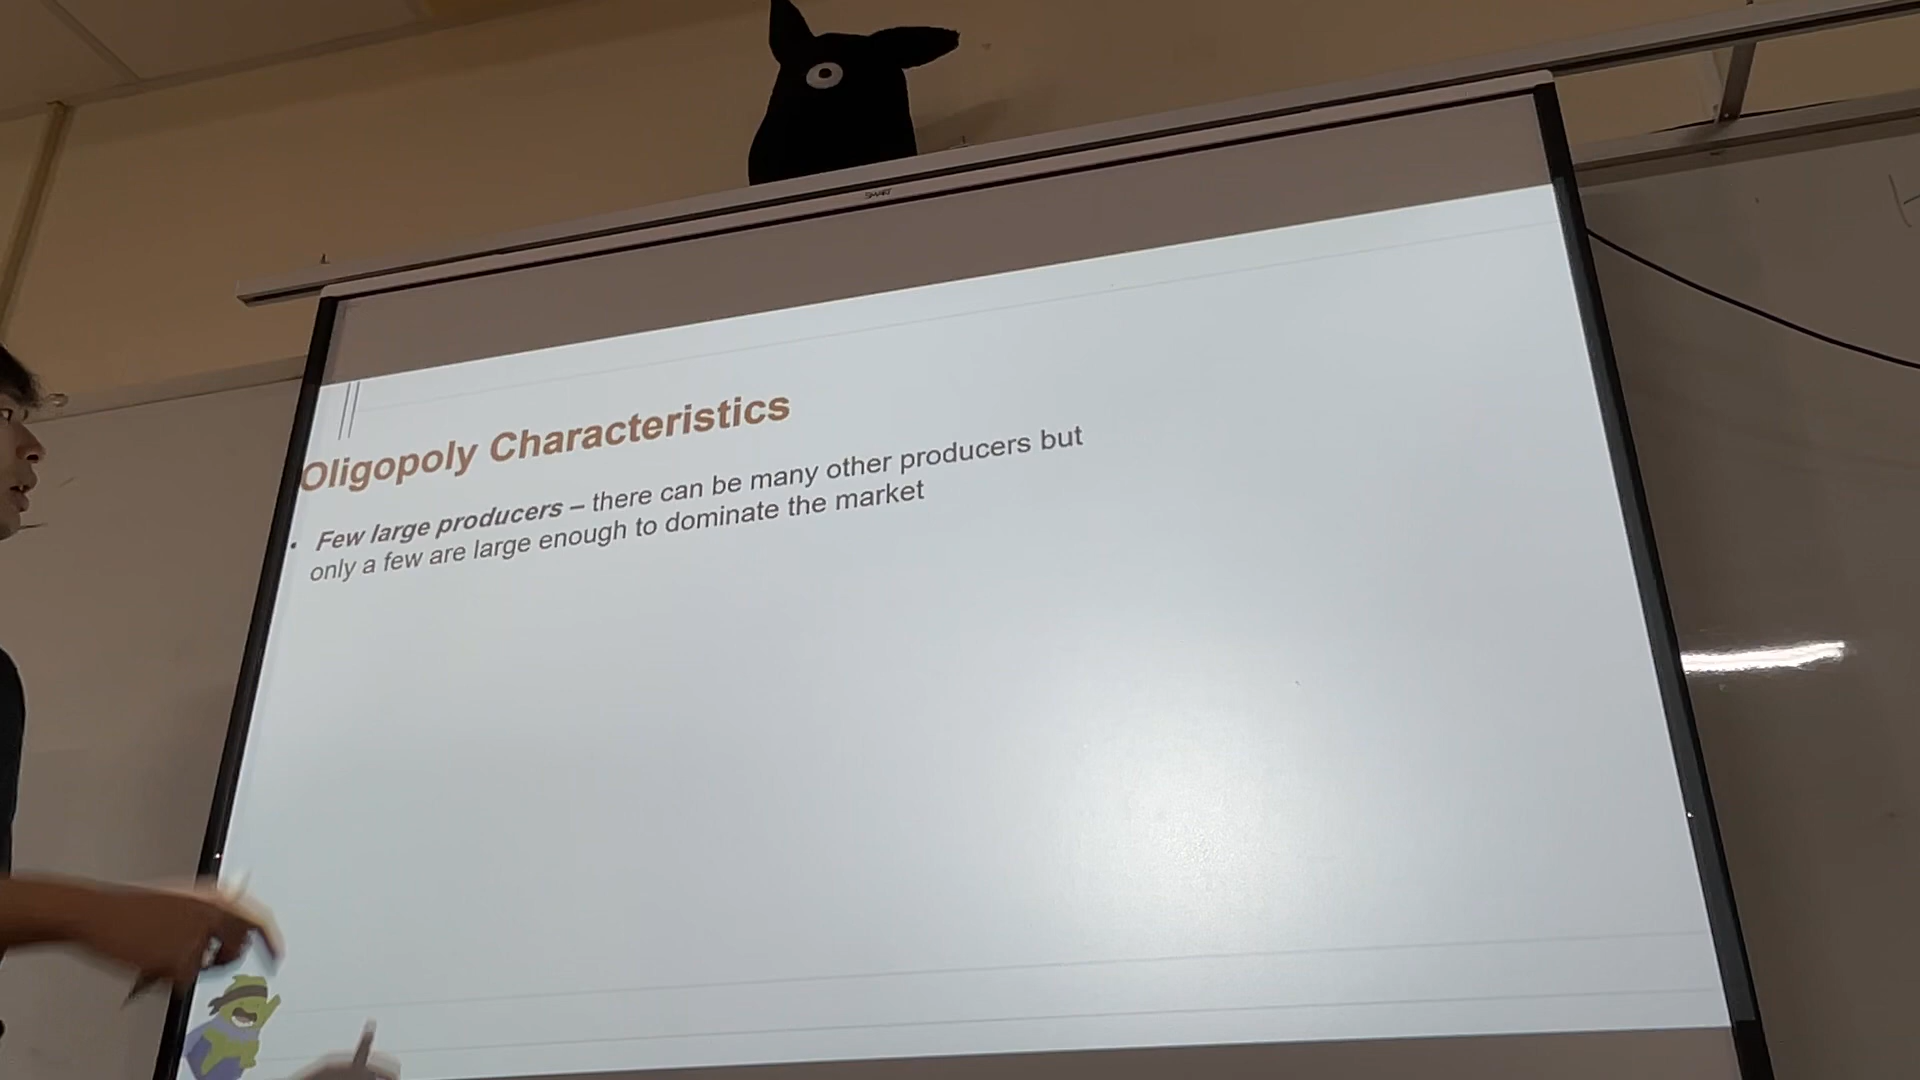 SMART
Oligopoly Characteristics
• Few large producers – there can be many other producers but
only a few are large enough to dominate the market